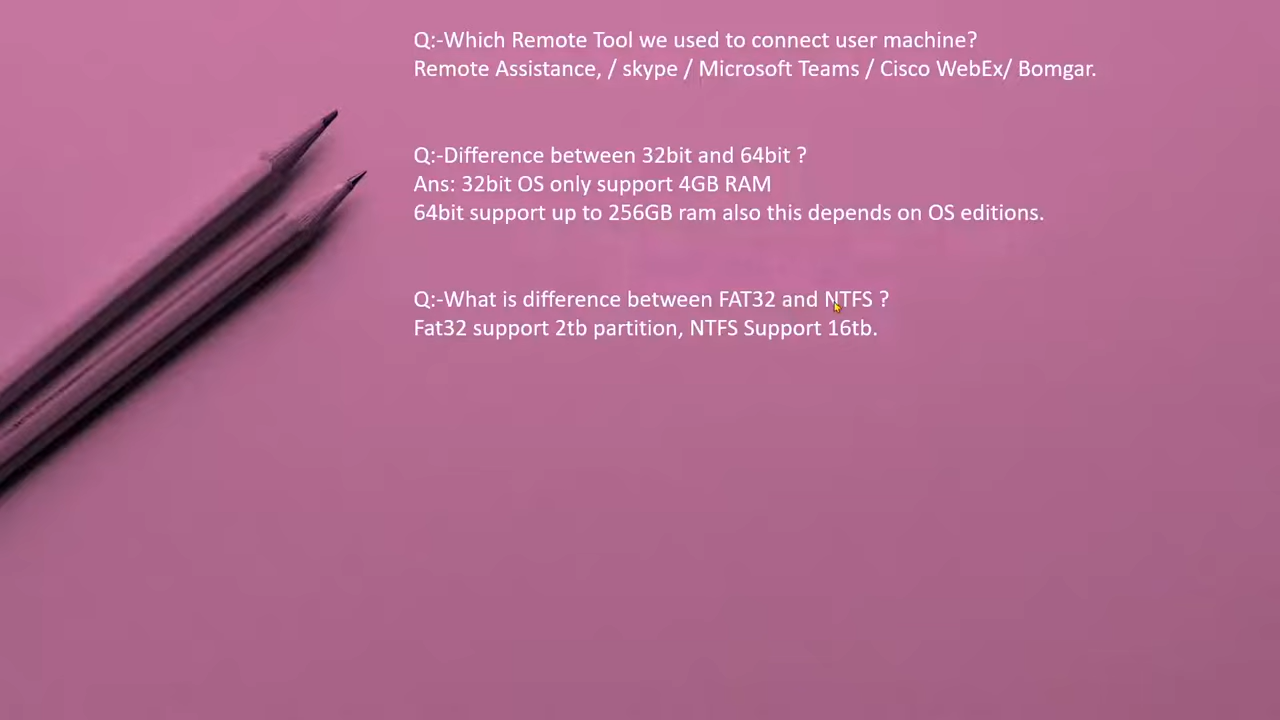 Q:-Which Remote Tool we used to connect user machine?
Remote Assistance, / skype / Microsoft Teams / Cisco WebEx/ Bomgar.
Q:-Difference between 32bit and 64bit ?
Ans: 32bit OS only support 4GB RAM
64bit support up to 256GB ram also this depends on OS editions.
Q:-What is difference between FAT32 and NTFS ?
Fat32 support 2tb partition, NTFS Support 16tb.